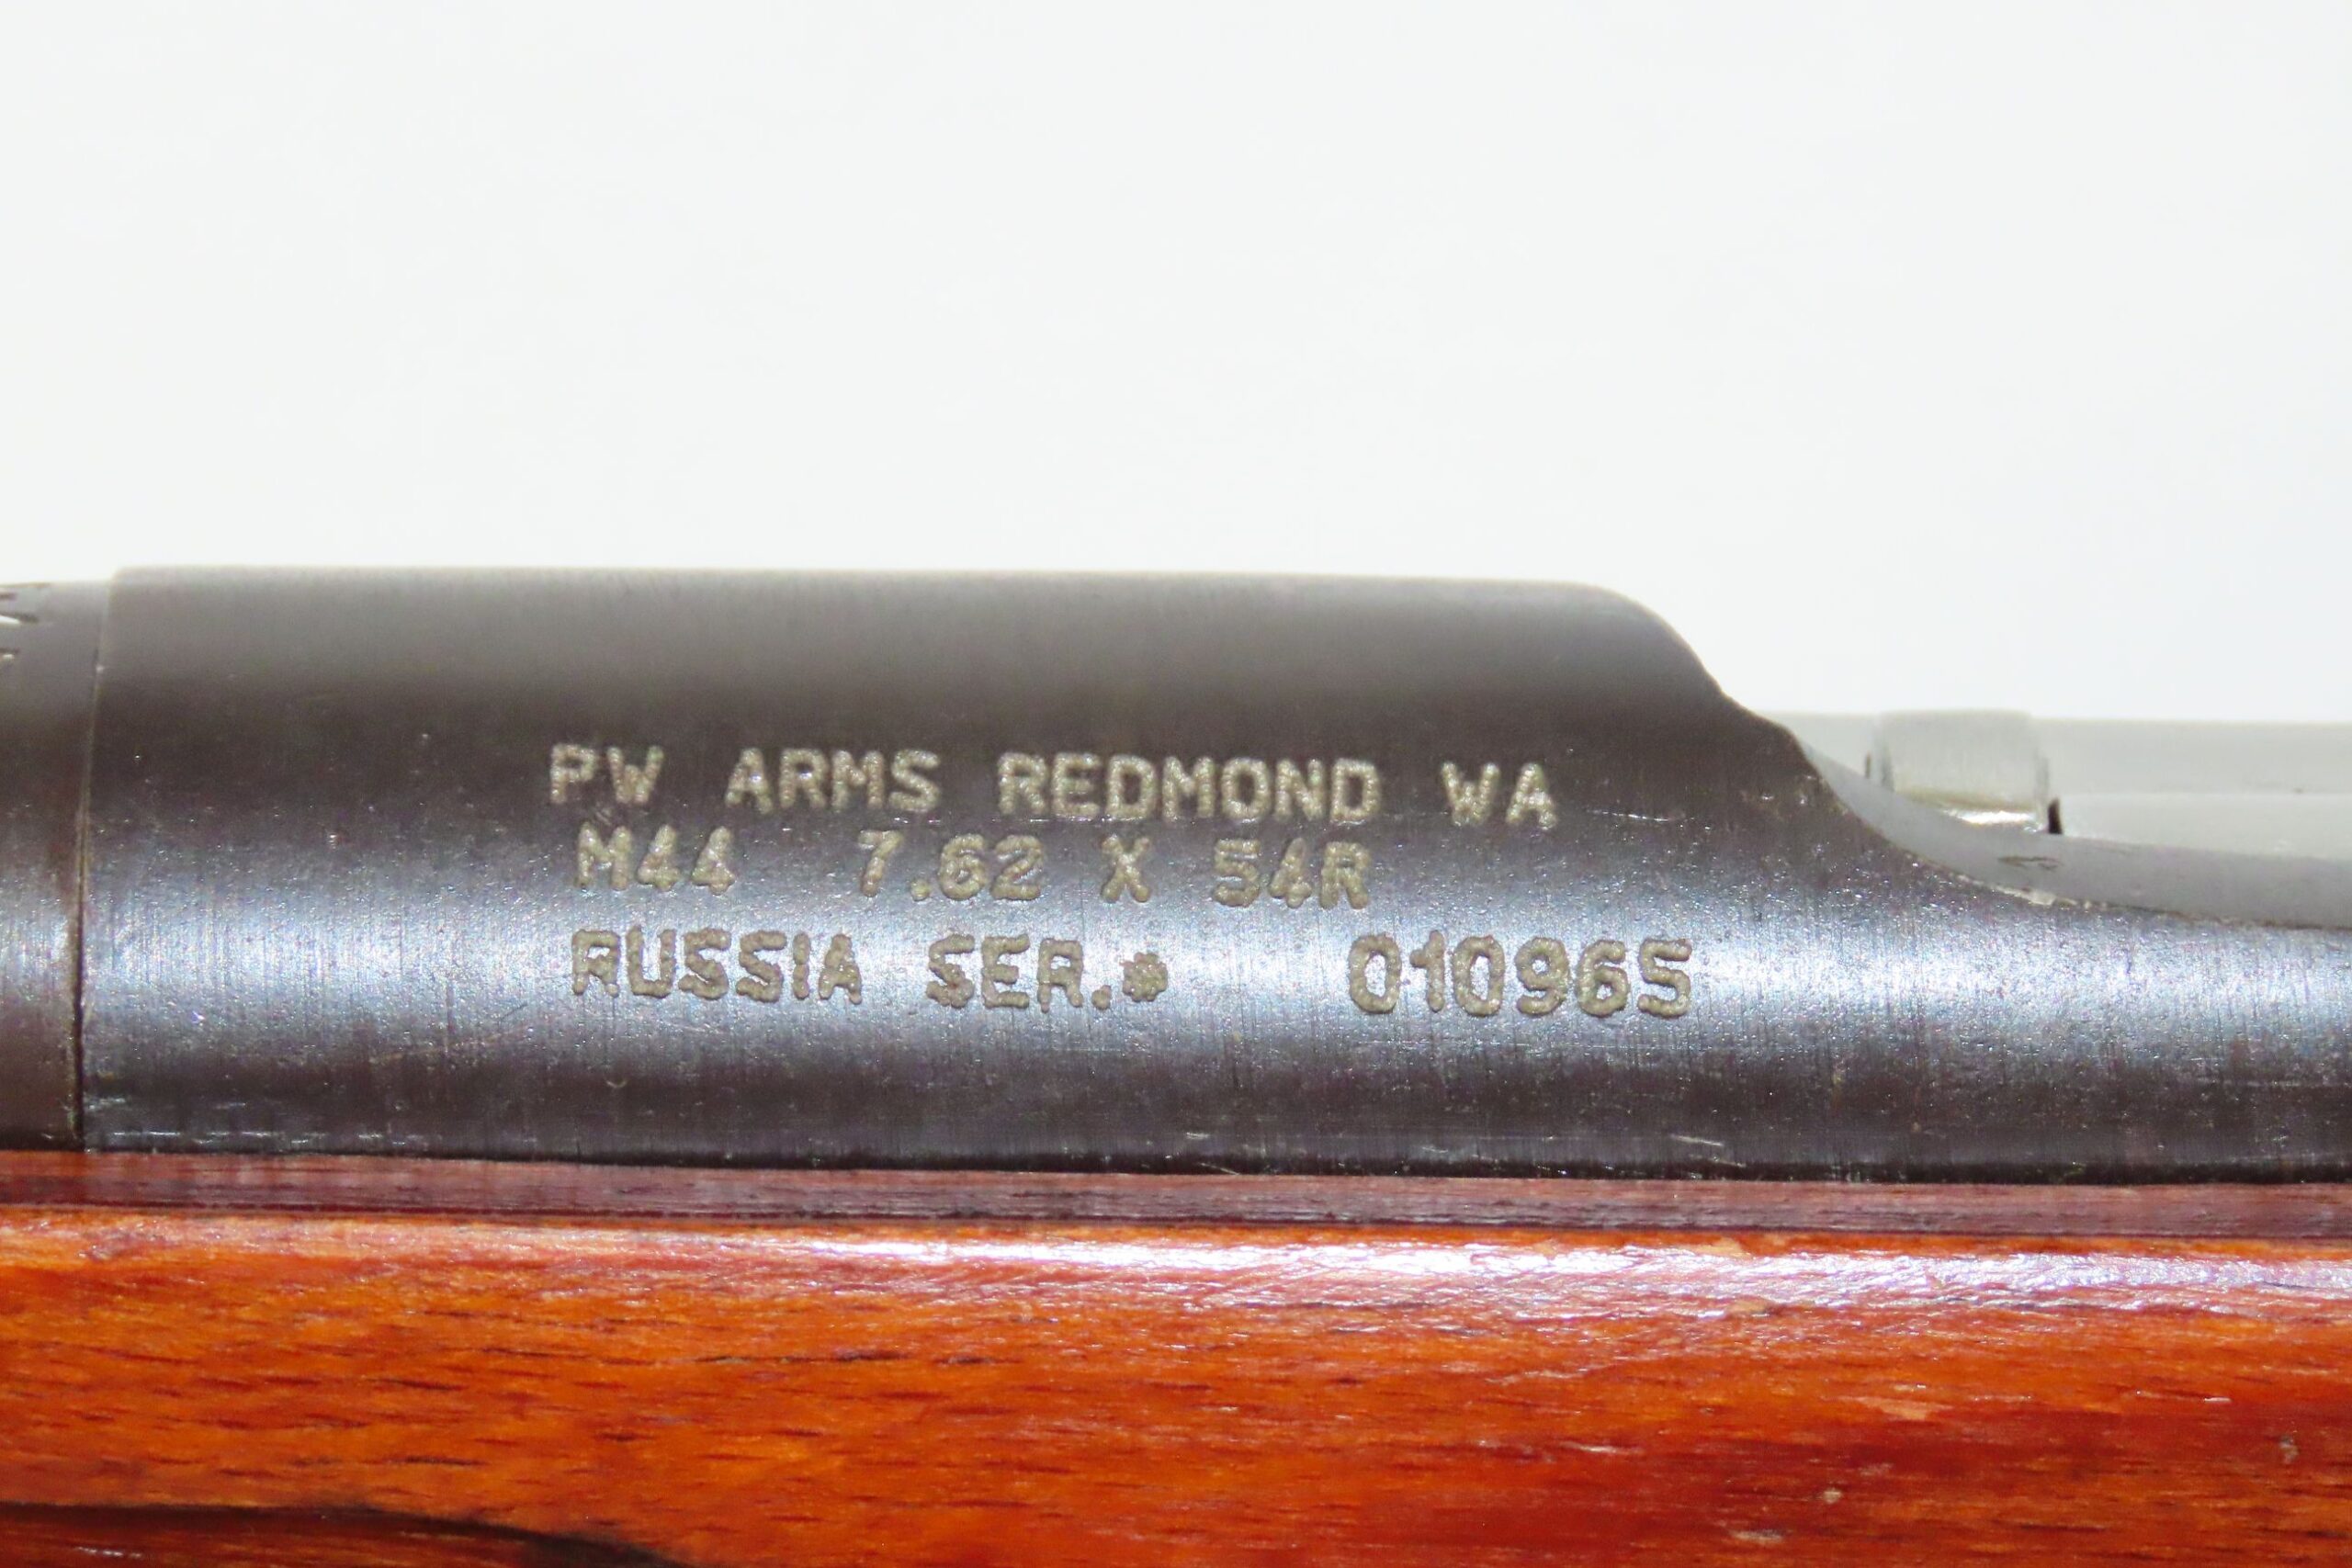 PW ARMS REDMOND WA
M44 7.62 X 54R
RUSSIA SER.* 010965